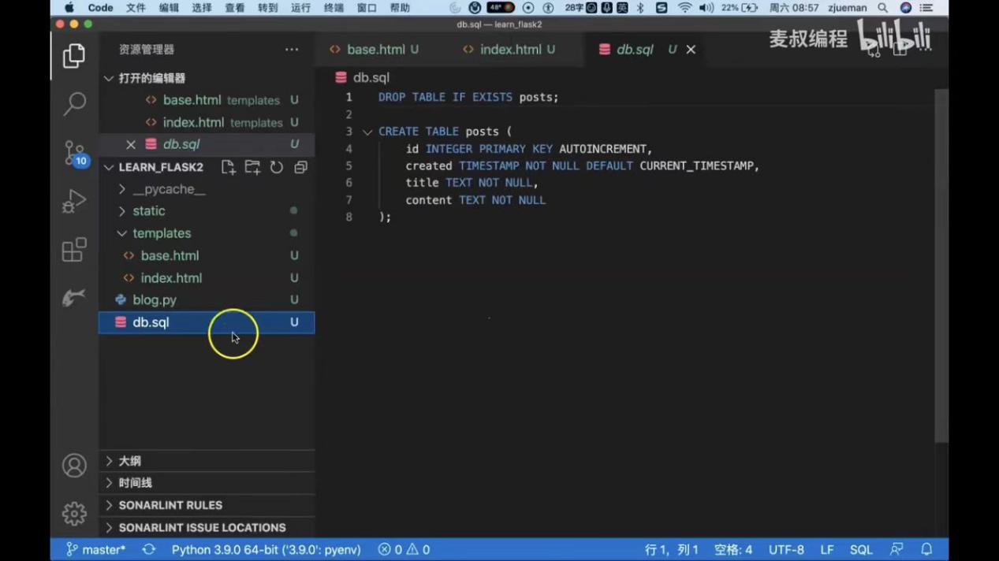 Code 文件 编辑 选择 查看 转到 运行 终端 窗口 帮助 48° 28字 英 22% 周六 08:57 zjueman
db.sql — learn_flask2
麦叔编程 bilibili
资源管理器
打开的编辑器
base.html templates U
index.html templates U
db.sql U
LEARN_FLASK2
__pycache__
static
templates
base.html U
index.html U
blog.py U
db.sql U
大纲
时间线
SONARLINT RULES
SONARLINT ISSUE LOCATIONS
10
base.html U index.html U db.sql U
db.sql
1 DROP TABLE IF EXISTS posts;
2
3 CREATE TABLE posts (
4 id INTEGER PRIMARY KEY AUTOINCREMENT,
5 created TIMESTAMP NOT NULL DEFAULT CURRENT_TIMESTAMP,
6 title TEXT NOT NULL,
7 content TEXT NOT NULL
8 );
master* Python 3.9.0 64-bit ('3.9.0': pyenv) 0 0 行 1, 列 1 空格: 4 UTF-8 LF SQL